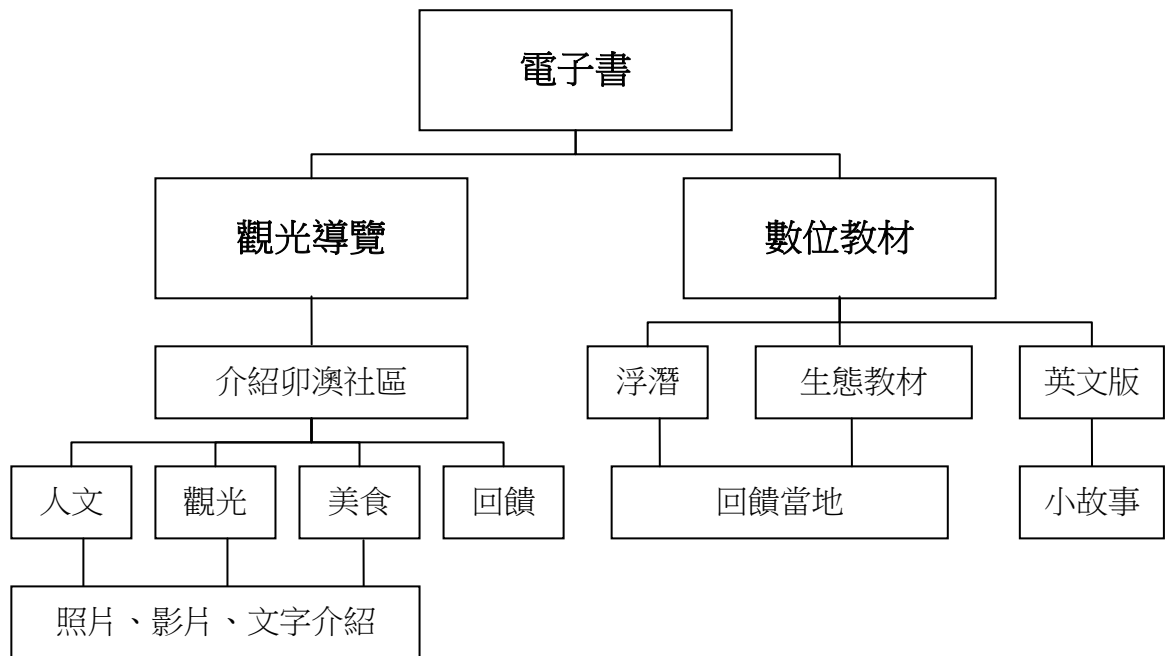 電子書
觀光導覽
數位教材
介紹卯澳社區
浮潛
生態教材
英文版
人文
觀光
美食
回饋
回饋當地
小故事
照片、影片、文字介紹